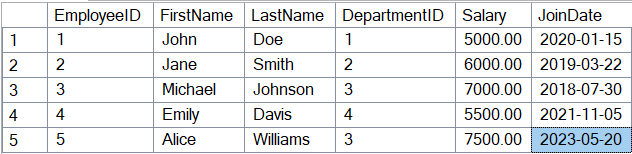 EmployeeID FirstName LastName DepartmentID Salary JoinDate
1 1 John Doe 1 5000.00 2020-01-15
2 2 Jane Smith 2 6000.00 2019-03-22
3 3 Michael Johnson 3 7000.00 2018-07-30
4 4 Emily Davis 4 5500.00 2021-11-05
5 5 Alice Williams 3 7500.00 2023-05-20